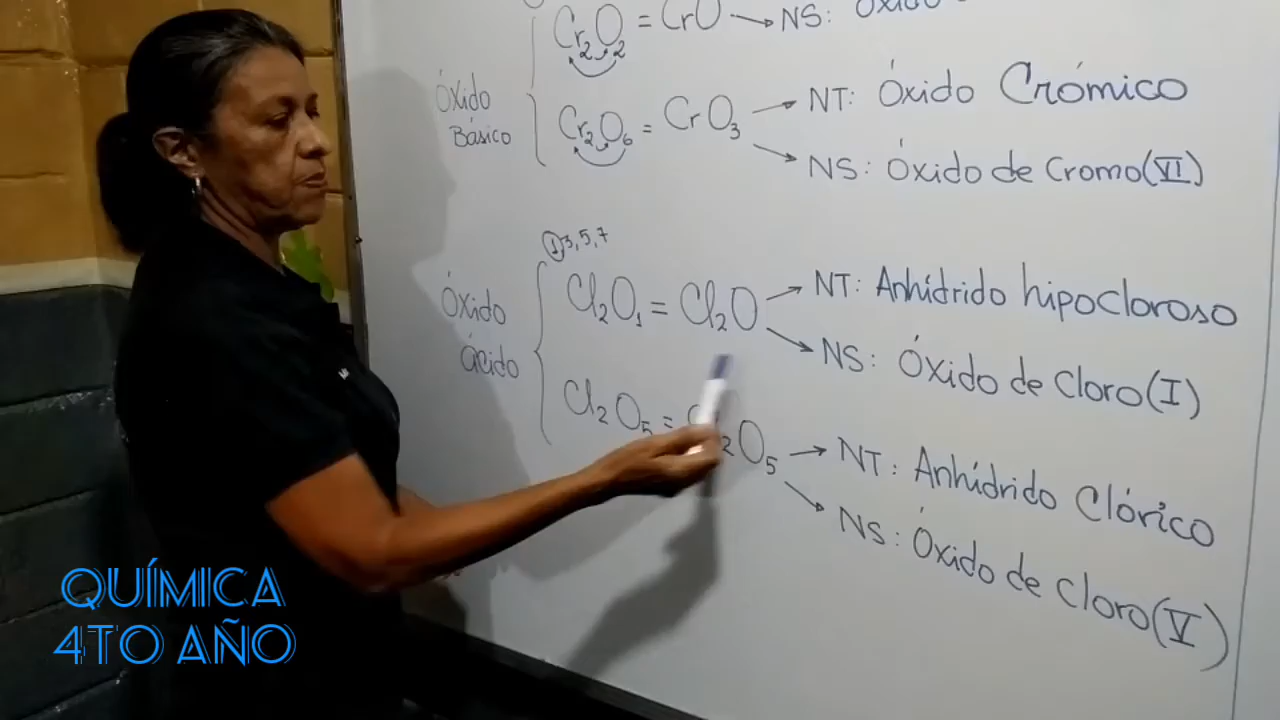 Cr₂O₂ = CrO → NS: Óxido
Óxido Básico
Cr₂O₆ = CrO₃ → NT: Óxido Crómico
→ NS: Óxido de Cromo(VI)
1,3,5,7
Óxido Ácido
Cl₂O₁ = Cl₂O → NT: Anhídrido hipocloroso
→ NS: Óxido de Cloro(I)
Cl₂O₅ = Cl₂O₅ → NT: Anhídrido Clórico
→ NS: Óxido de Cloro(V)
QUÍMICA
4TO AÑO